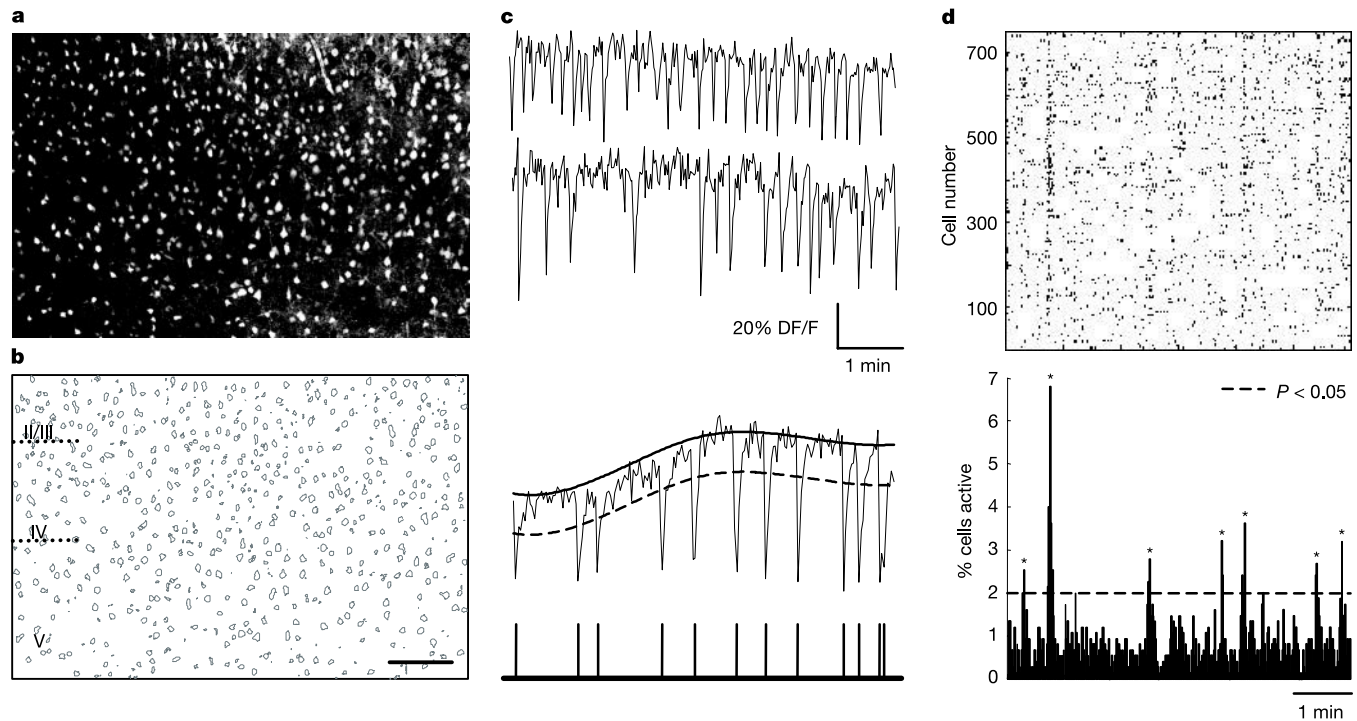 a
b
II/III
IV
V
c
20% DF/F
1 min
d
700
500
300
100
Cell number
7
6
5
4
3
2
1
0
% cells active
*
*
*
*
*
*
*
P < 0.05
1 min